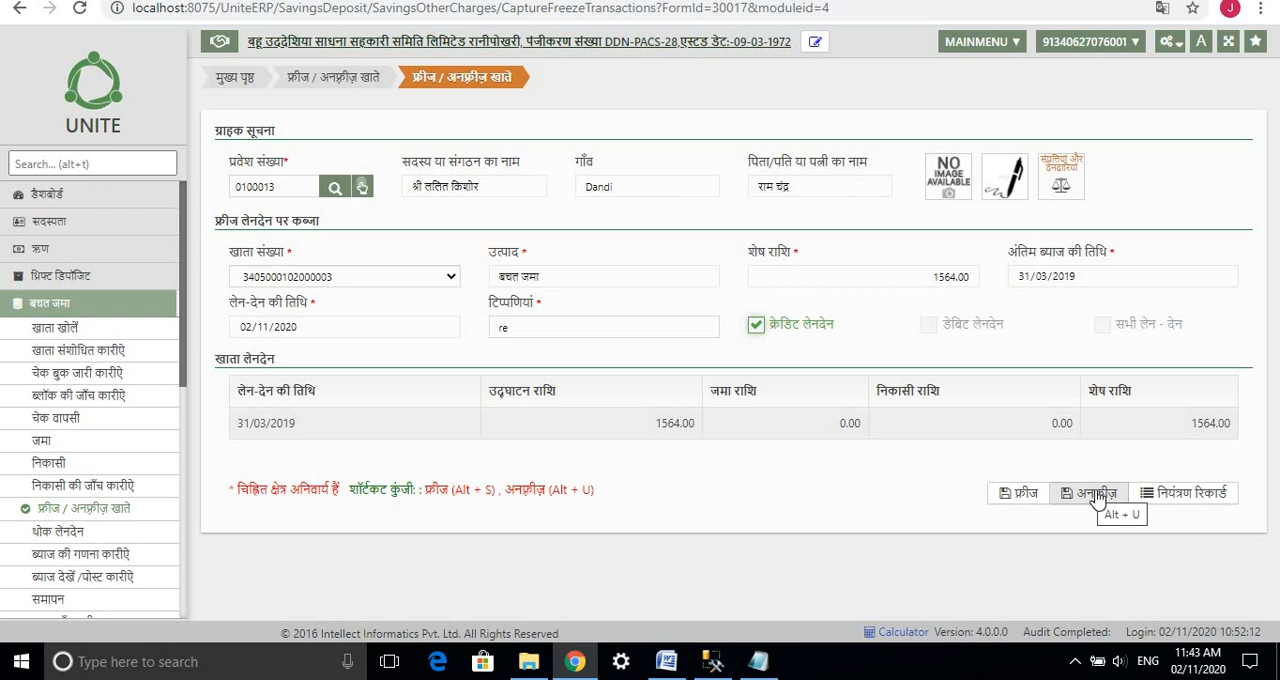 localhost:8075/UniteERP/SavingsDeposit/SavingsOtherCharges/CaptureFreezeTransactions?FormId=30017&moduleid=4
J
UNITE
बहू उददेशिया साधना सहकारी समिति लिमिटेड रानीपोखरी, पंजीकरण संख्या DDN-PACS-28,एस्टड डेट:-09-03-1972
MAINMENU
91340627076001
A
मुख्य पृष्ठ
फ्रीज / अनफ़्रीज़ खाते
फ्रीज / अनफ़्रीज़ खाते
Search... (alt+t)
डैशबोर्ड
सदस्यता
ऋण
थ्रिफ्ट डिपॉजिट
बचत जमा
खाता खोलें
खाता संशोधित कारीऐ
चेक बुक जारी कारीऐ
ब्लॉक की जाँच कारीऐ
चेक वापसी
जमा
निकासी
निकासी की जाँच कारीऐ
फ्रीज / अनफ़्रीज़ खाते
थोक लेनदेन
ब्याज की गणना कारीऐ
ब्याज देखें /पोस्ट कारीऐ
समापन
ग्राहक सूचना
प्रवेश संख्या*
सदस्य या संगठन का नाम
गाँव
पिता/पति या पत्नी का नाम
0100013
श्री ललित किशोर
Dandi
राम चंद्र
NO IMAGE AVAILABLE
संपत्तियां और देनदारियां
फ्रीज लेनदेन पर कब्जा
खाता संख्या *
उत्पाद *
शेष राशि *
अंतिम ब्याज की तिथि *
3405000102000003
बचत जमा
1564.00
31/03/2019
लेन-देन की तिथि *
टिप्पणियां *
02/11/2020
re
क्रेडिट लेनदेन
डेबिट लेनदेन
सभी लेन - देन
खाता लेनदेन
लेन-देन की तिथि
उद्घाटन राशि
जमा राशि
निकासी राशि
शेष राशि
31/03/2019
1564.00
0.00
0.00
1564.00
* चिह्नित क्षेत्र अनिवार्य हैं शॉर्टकट कुंजी: : फ्रीज (Alt + S) , अनफ़्रीज़ (Alt + U)
फ्रीज
अनफ़्रीज़
नियंत्रण रिकार्ड
Alt + U
© 2016 Intellect Informatics Pvt. Ltd. All Rights Reserved
Calculator Version: 4.0.0.0 Audit Completed: Login: 02/11/2020 10:52:12
Type here to search
ENG
11:43 AM
02/11/2020